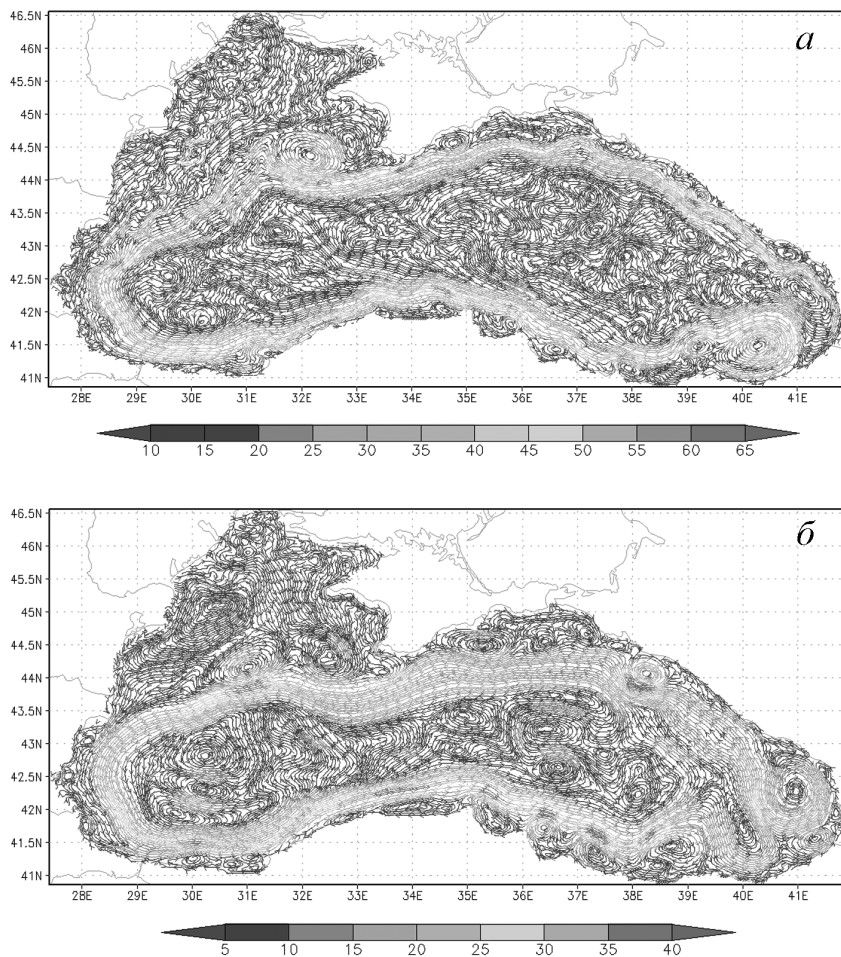 46.5N
а
46N
45.5N
45N
44.5N
44N
43.5N
43N
42.5N
42N
41.5N
41N
28E 29E 30E 31E 32E 33E 34E 35E 36E 37E 38E 39E 40E 41E
10 15 20 25 30 35 40 45 50 55 60 65
46.5N
б
46N
45.5N
45N
44.5N
44N
43.5N
43N
42.5N
42N
41.5N
41N
28E 29E 30E 31E 32E 33E 34E 35E 36E 37E 38E 39E 40E 41E
5 10 15 20 25 30 35 40